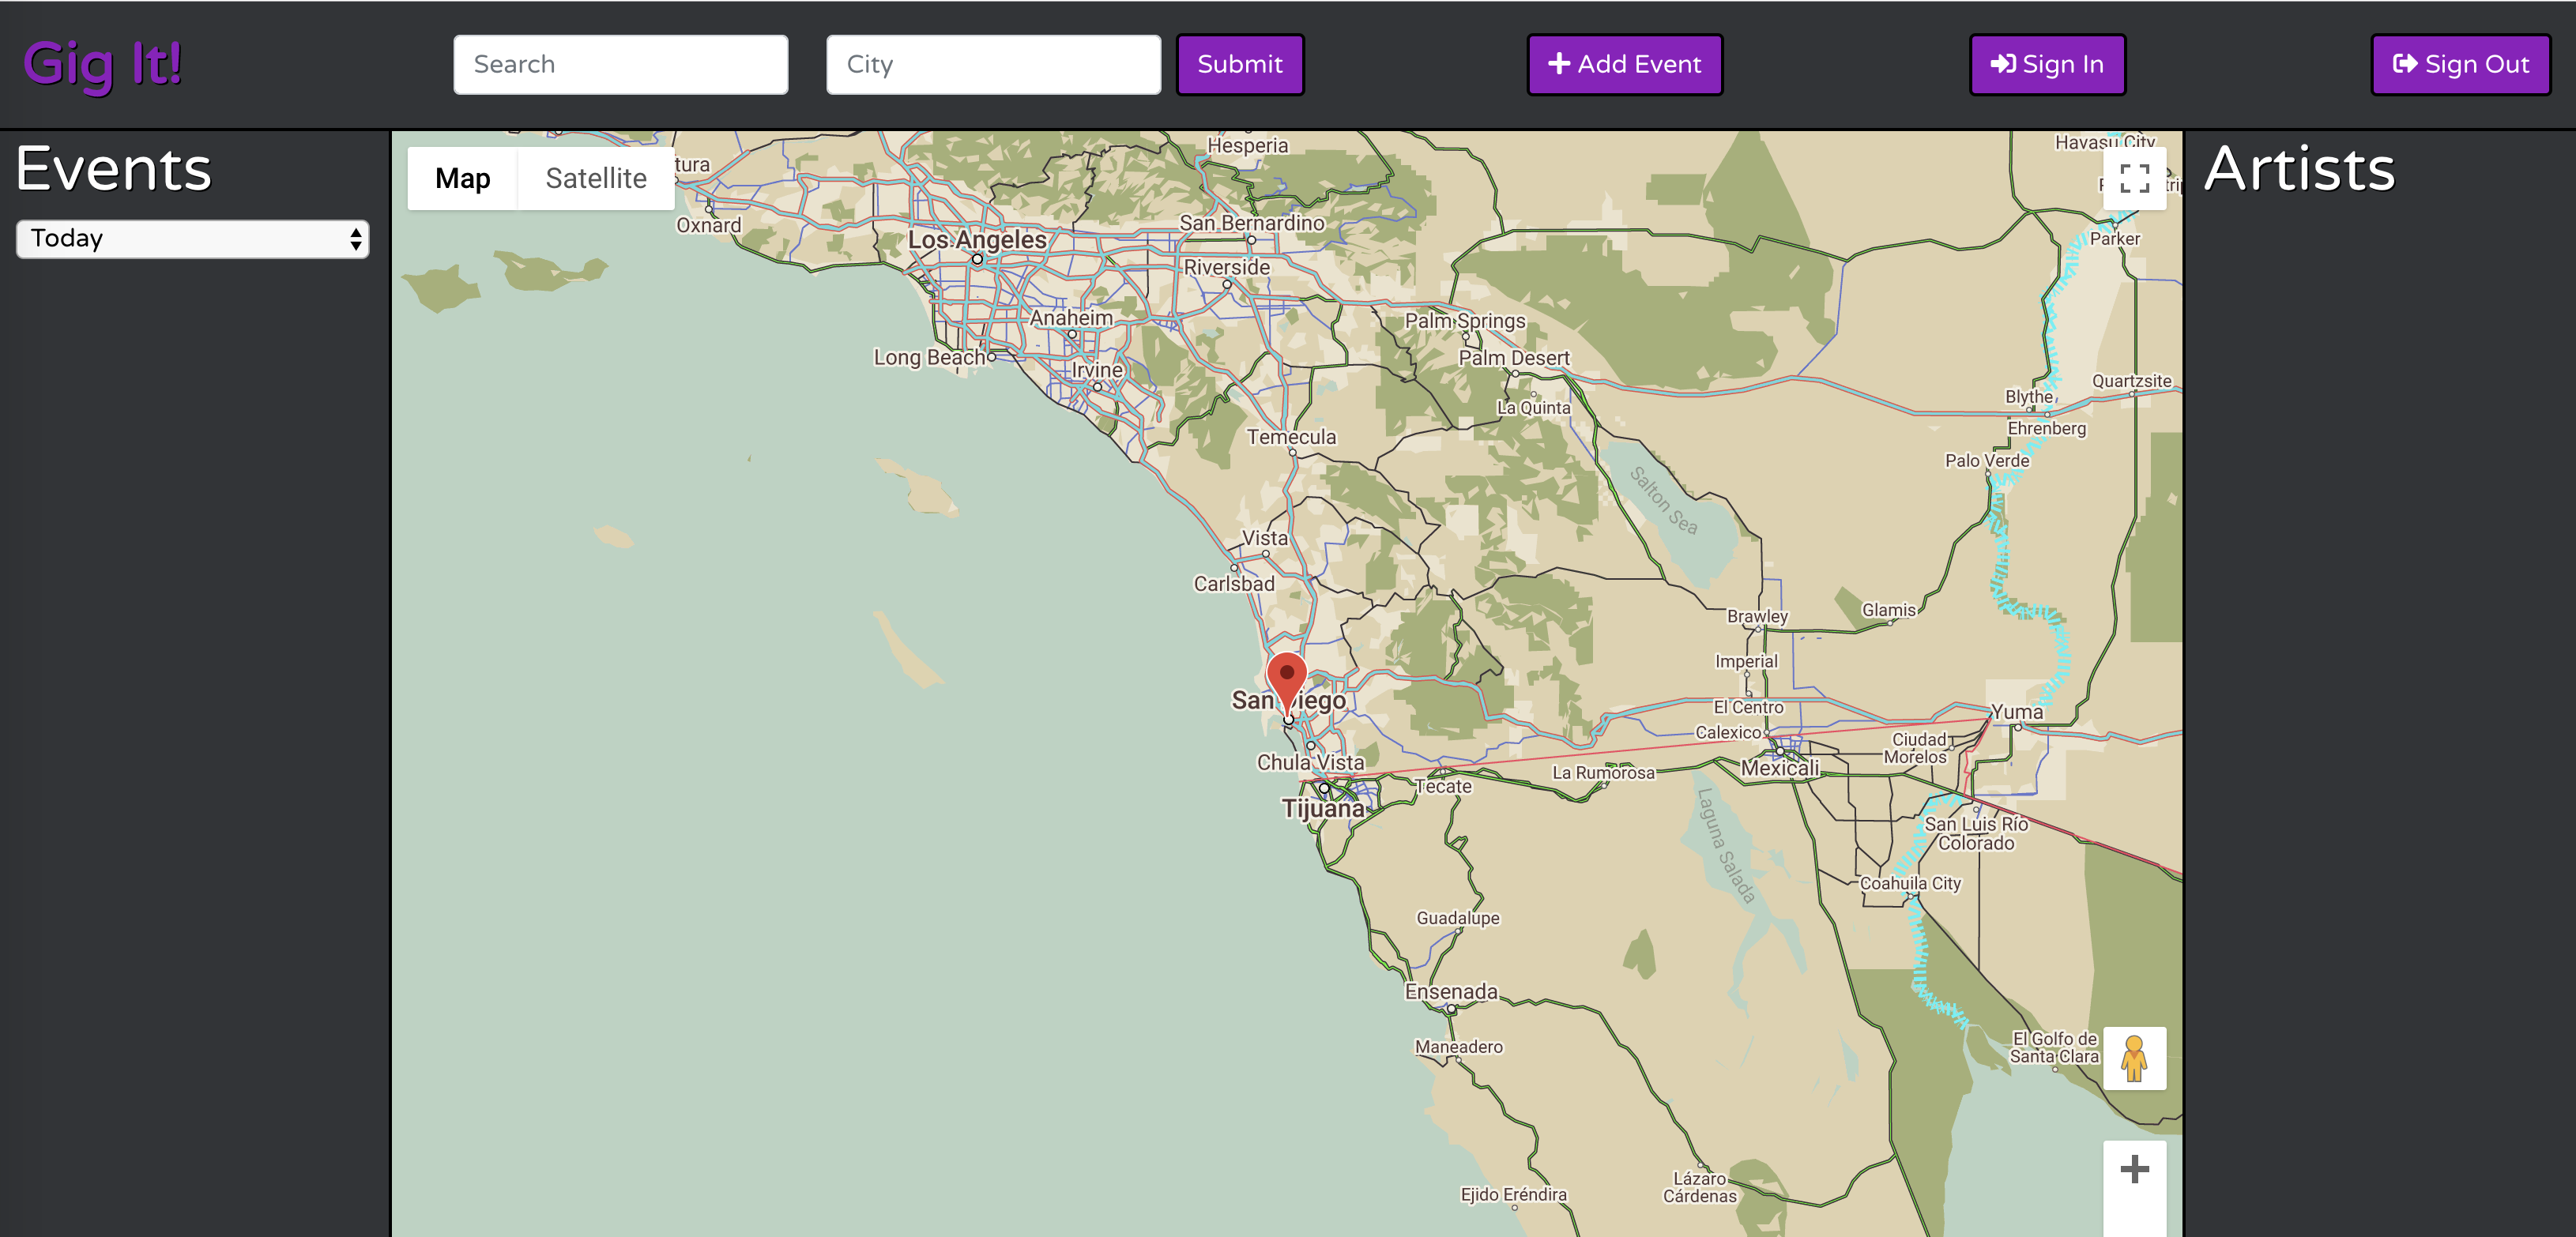 Gig It!
Search
City
Submit
Add Event
Sign In
Sign Out
Events
Today
Map
Satellite
Artists
tura
Oxnard
Hesperia
Havasu City
Los Angeles
San Bernardino
Riverside
Parker
Anaheim
Long Beach
Irvine
Palm Springs
Palm Desert
La Quinta
Quartzsite
Blythe
Ehrenberg
Temecula
Palo Verde
Salton Sea
Vista
Carlsbad
Brawley
Glamis
Imperial
San Diego
El Centro
Yuma
Calexico
Ciudad
Morelos
Chula Vista
Mexicali
La Rumorosa
Tecate
Tijuana
Laguna Salada
San Luis Río
Colorado
Coahuila City
Guadalupe
Ensenada
Maneadero
El Golfo de
Santa Clara
Lázaro
Cárdenas
Ejido Eréndira